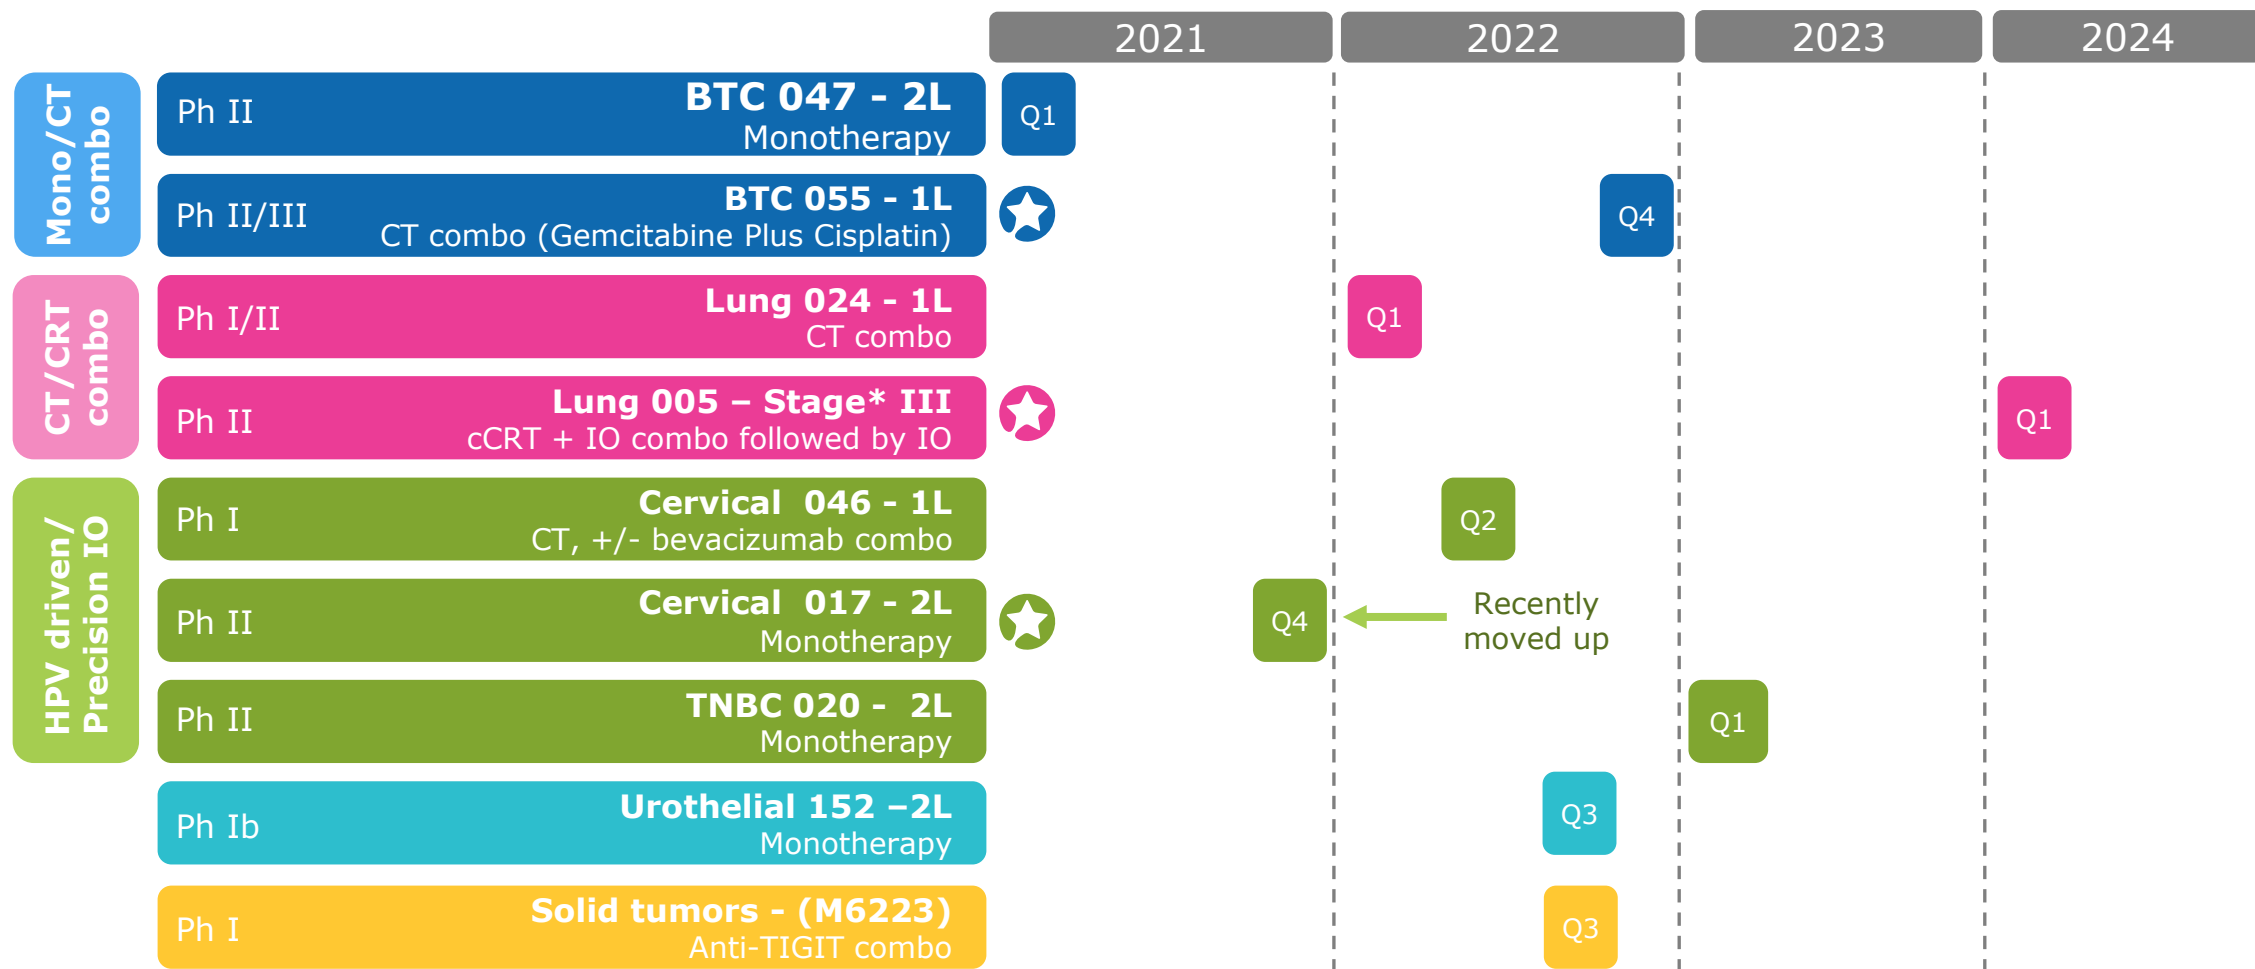 2021
2022
2023
2024
Mono/CT
combo
Ph II
BTC 047 - 2L
Monotherapy
Q1
Ph II/III
BTC 055 - 1L
CT combo (Gemcitabine Plus Cisplatin)
Q4
CT/CRT
combo
Ph I/II
Lung 024 - 1L
CT combo
Q1
Ph II
Lung 005 – Stage* III
cCRT + IO combo followed by IO
Q1
HPV driven/
Precision IO
Ph I
Cervical 046 - 1L
CT, +/- bevacizumab combo
Q2
Ph II
Cervical 017 - 2L
Monotherapy
Q4
Recently
moved up
Ph II
TNBC 020 - 2L
Monotherapy
Q1
Ph Ib
Urothelial 152 –2L
Monotherapy
Q3
Ph I
Solid tumors - (M6223)
Anti-TIGIT combo
Q3